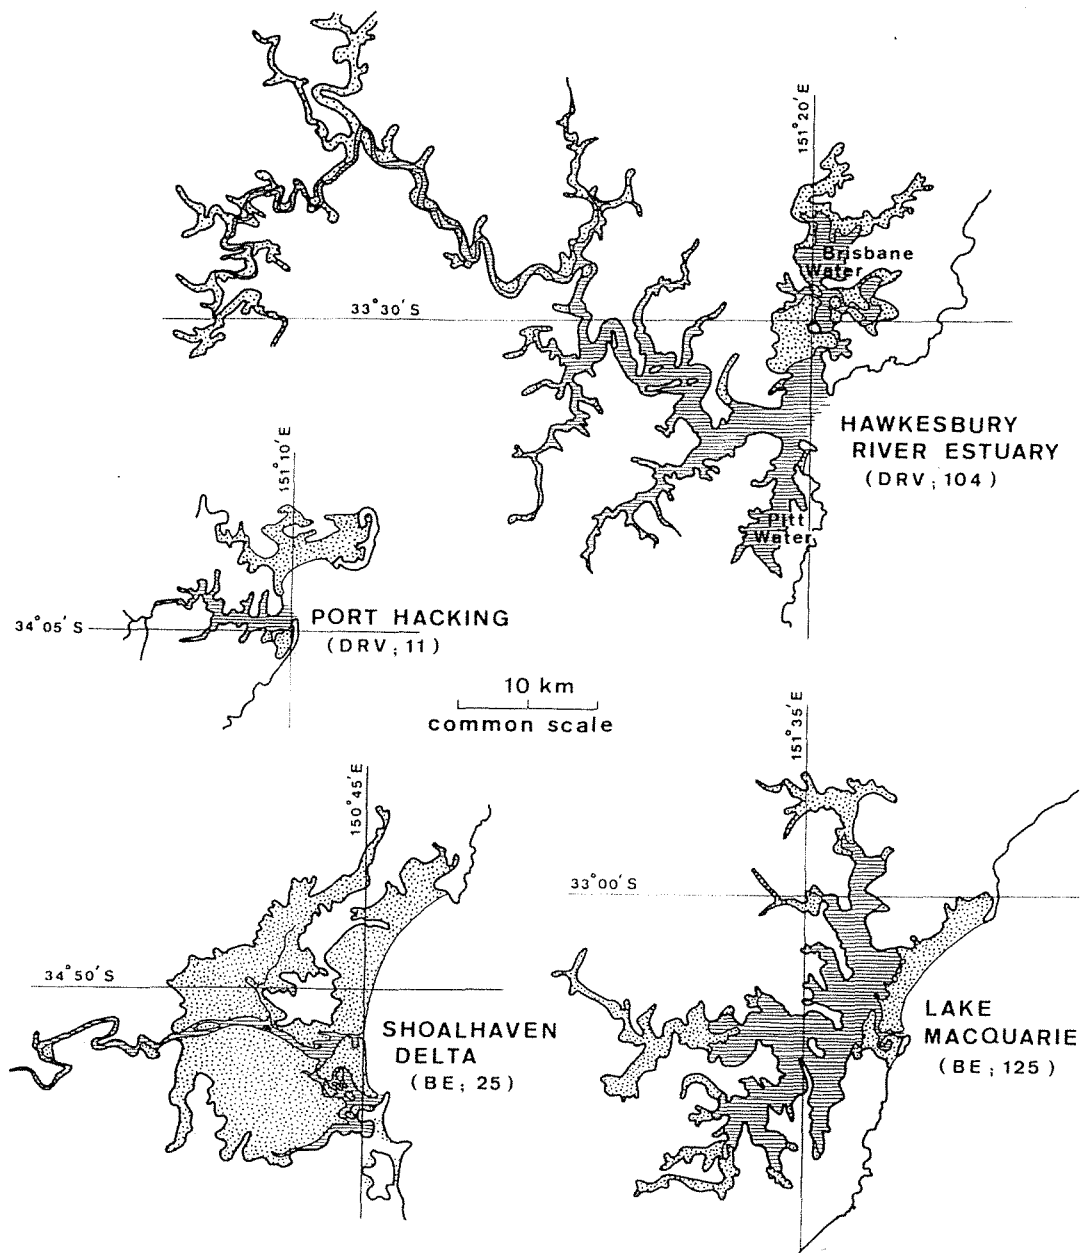 151°20'E
Brisbane
Water
33°30'S
HAWKESBURY
RIVER ESTUARY
(DRV; 104)
Pitt
Water
151°10'E
34°05'S
PORT HACKING
(DRV; 11)
10 km
common scale
151°35'E
150°45'E
33°00'S
34°50'S
SHOALHAVEN
DELTA
(BE; 25)
LAKE
MACQUARIE
(BE; 125)